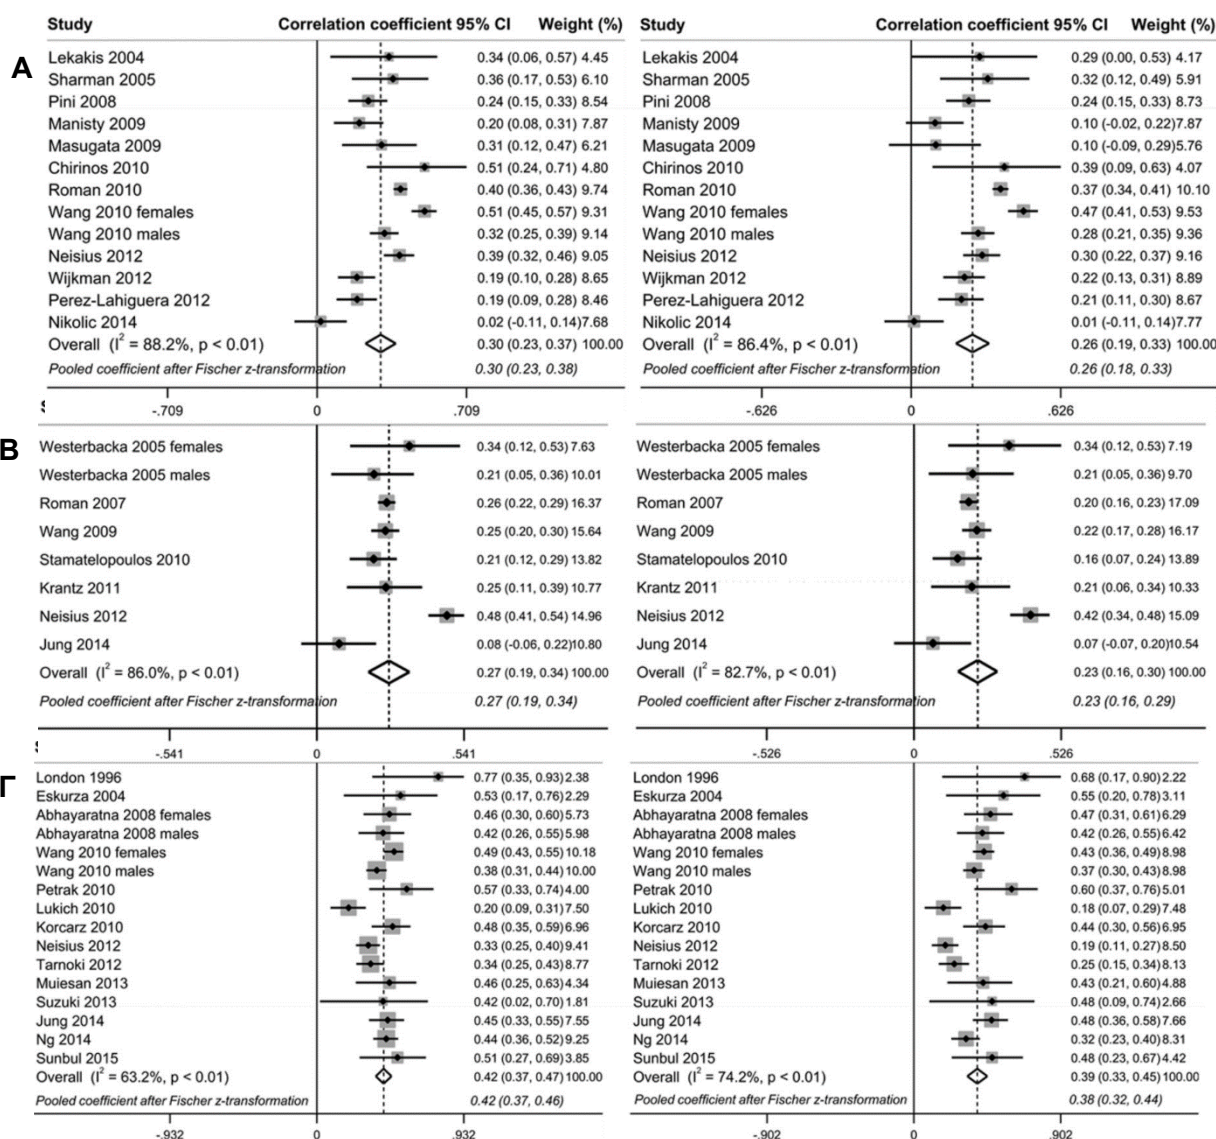 Study Correlation coefficient 95% CI Weight (%) Study Correlation coefficient 95% CI Weight (%)
A
Lekakis 2004 0.34 (0.06, 0.57) 4.45 Lekakis 2004 0.29 (0.00, 0.53) 4.17
Sharman 2005 0.36 (0.17, 0.53) 6.10 Sharman 2005 0.32 (0.12, 0.49) 5.91
Pini 2008 0.24 (0.15, 0.33) 8.54 Pini 2008 0.24 (0.15, 0.33) 8.73
Manisty 2009 0.20 (0.08, 0.31) 7.87 Manisty 2009 0.10 (-0.02, 0.22)7.87
Masugata 2009 0.31 (0.12, 0.47) 6.21 Masugata 2009 0.10 (-0.09, 0.29)5.76
Chirinos 2010 0.51 (0.24, 0.71) 4.80 Chirinos 2010 0.39 (0.09, 0.63) 4.07
Roman 2010 0.40 (0.36, 0.43) 9.74 Roman 2010 0.37 (0.34, 0.41) 10.10
Wang 2010 females 0.51 (0.45, 0.57) 9.31 Wang 2010 females 0.47 (0.41, 0.53) 9.53
Wang 2010 males 0.32 (0.25, 0.39) 9.14 Wang 2010 males 0.28 (0.21, 0.35) 9.36
Neisius 2012 0.39 (0.32, 0.46) 9.05 Neisius 2012 0.30 (0.22, 0.37) 9.16
Wijkman 2012 0.19 (0.10, 0.28) 8.65 Wijkman 2012 0.22 (0.13, 0.31) 8.89
Perez-Lahiguera 2012 0.19 (0.09, 0.28) 8.46 Perez-Lahiguera 2012 0.21 (0.11, 0.30) 8.67
Nikolic 2014 0.02 (-0.11, 0.14)7.68 Nikolic 2014 0.01 (-0.11, 0.14)7.77
Overall (I² = 88.2%, p < 0.01) 0.30 (0.23, 0.37) 100.00 Overall (I² = 86.4%, p < 0.01) 0.26 (0.19, 0.33) 100.00
Pooled coefficient after Fischer z-transformation 0.30 (0.23, 0.38) Pooled coefficient after Fischer z-transformation 0.26 (0.18, 0.33)
-.709 0 .709 -.626 0 .626
B
Westerbacka 2005 females 0.34 (0.12, 0.53) 7.63 Westerbacka 2005 females 0.34 (0.12, 0.53) 7.19
Westerbacka 2005 males 0.21 (0.05, 0.36) 10.01 Westerbacka 2005 males 0.21 (0.05, 0.36) 9.70
Roman 2007 0.26 (0.22, 0.29) 16.37 Roman 2007 0.20 (0.16, 0.23) 17.09
Wang 2009 0.25 (0.20, 0.30) 15.64 Wang 2009 0.22 (0.17, 0.28) 16.17
Stamatelopoulos 2010 0.21 (0.12, 0.29) 13.82 Stamatelopoulos 2010 0.16 (0.07, 0.24) 13.89
Krantz 2011 0.25 (0.11, 0.39) 10.77 Krantz 2011 0.21 (0.06, 0.34) 10.33
Neisius 2012 0.48 (0.41, 0.54) 14.96 Neisius 2012 0.42 (0.34, 0.48) 15.09
Jung 2014 0.08 (-0.06, 0.22)10.80 Jung 2014 0.07 (-0.07, 0.20)10.54
Overall (I² = 86.0%, p < 0.01) 0.27 (0.19, 0.34) 100.00 Overall (I² = 82.7%, p < 0.01) 0.23 (0.16, 0.30) 100.00
Pooled coefficient after Fischer z-transformation 0.27 (0.19, 0.34) Pooled coefficient after Fischer z-transformation 0.23 (0.16, 0.29)
-.541 0 .541 -.526 0 .526
Γ
London 1996 0.77 (0.35, 0.93) 2.38 London 1996 0.68 (0.17, 0.90) 2.22
Eskurza 2004 0.53 (0.17, 0.76) 2.29 Eskurza 2004 0.55 (0.20, 0.78) 3.11
Abhayaratna 2008 females 0.46 (0.30, 0.60) 5.73 Abhayaratna 2008 females 0.47 (0.31, 0.61) 6.29
Abhayaratna 2008 males 0.42 (0.26, 0.55) 5.98 Abhayaratna 2008 males 0.42 (0.26, 0.55) 6.42
Wang 2010 females 0.49 (0.43, 0.55) 10.18 Wang 2010 females 0.43 (0.36, 0.49) 8.98
Wang 2010 males 0.38 (0.31, 0.44) 10.00 Wang 2010 males 0.37 (0.30, 0.43) 8.98
Petrak 2010 0.57 (0.33, 0.74) 4.00 Petrak 2010 0.60 (0.37, 0.76) 5.01
Lukich 2010 0.20 (0.09, 0.31) 7.50 Lukich 2010 0.18 (0.07, 0.29) 7.48
Korcarz 2010 0.48 (0.35, 0.59) 6.96 Korcarz 2010 0.44 (0.30, 0.56) 6.95
Neisius 2012 0.33 (0.25, 0.40) 9.41 Neisius 2012 0.19 (0.11, 0.27) 8.50
Tarnoki 2012 0.34 (0.25, 0.43) 8.77 Tarnoki 2012 0.25 (0.15, 0.34) 8.13
Muiesan 2013 0.46 (0.25, 0.63) 4.34 Muiesan 2013 0.43 (0.21, 0.60) 4.88
Suzuki 2013 0.42 (0.02, 0.70) 1.81 Suzuki 2013 0.48 (0.09, 0.74) 2.66
Jung 2014 0.45 (0.33, 0.55) 7.55 Jung 2014 0.48 (0.36, 0.58) 7.66
Ng 2014 0.44 (0.36, 0.52) 9.25 Ng 2014 0.32 (0.23, 0.40) 8.31
Sunbul 2015 0.51 (0.27, 0.69) 3.85 Sunbul 2015 0.48 (0.23, 0.67) 4.42
Overall (I² = 63.2%, p < 0.01) 0.42 (0.37, 0.47) 100.00 Overall (I² = 74.2%, p < 0.01) 0.39 (0.33, 0.45) 100.00
Pooled coefficient after Fischer z-transformation 0.42 (0.37, 0.46) Pooled coefficient after Fischer z-transformation 0.38 (0.32, 0.44)
-.932 0 .932 -.902 0 .902